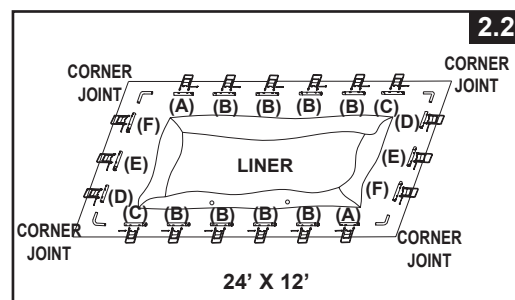 2.2
CORNER
JOINT
CORNER
JOINT
(A) (B) (B) (B) (B) (C)
(F) (D)
(E) LINER (E)
(D) (F)
(C) (B) (B) (B) (B) (A)
CORNER
JOINT
CORNER
JOINT
24' X 12'